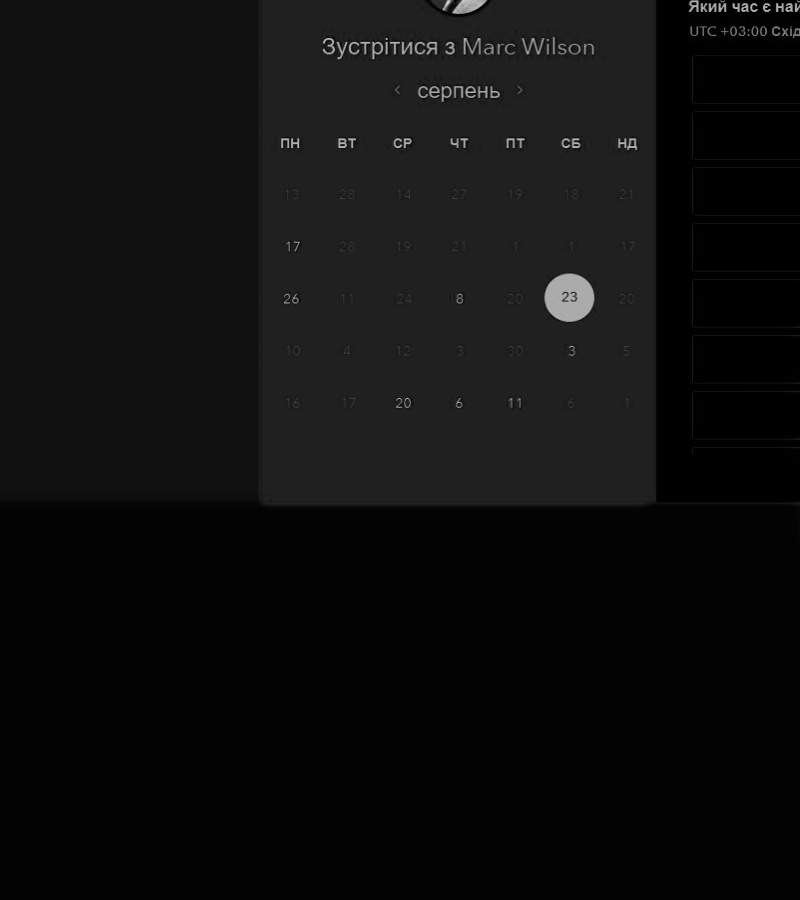 Який час є най
UTC +03:00 Схід
Зустрітися з Marc Wilson
‹ серпень ›
ПН ВТ СР ЧТ ПТ СБ НД
13 28 14 27 19 18 21
17 28 19 21 1 1 17
26 11 24 8 20 23 20
10 4 12 3 30 3 5
16 17 20 6 11 6 1